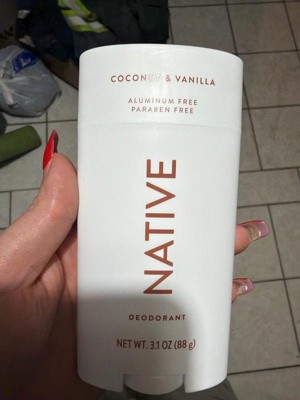 COCONUT & VANILLA
ALUMINUM FREE
PARABEN FREE
NATIVE
DEODORANT
NET WT. 3.1 OZ (88 g)